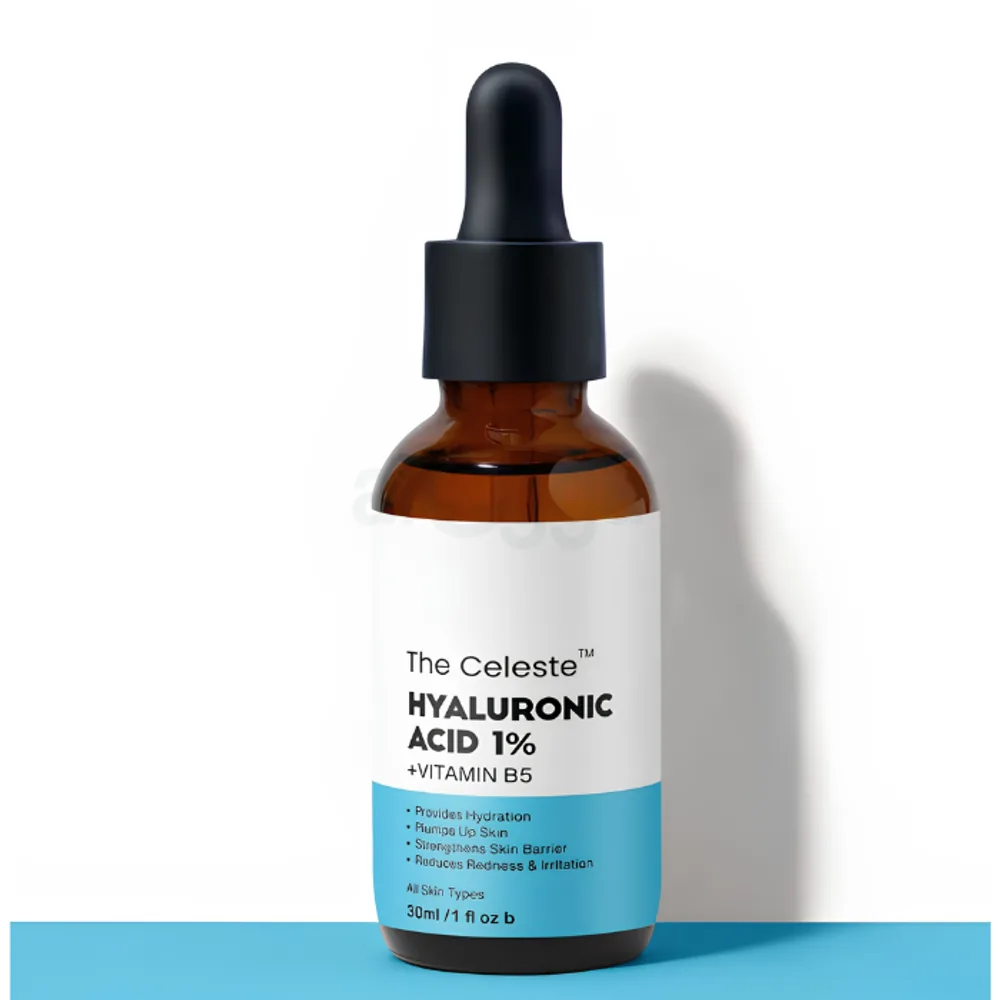 The Celeste™
HYALURONIC
ACID 1%
+VITAMIN B5
• Provides Hydration
• Plumps Up Skin
• Strengthens Skin Barrier
• Reduces Redness & Irritation
All Skin Types
30ml /1 fl oz b